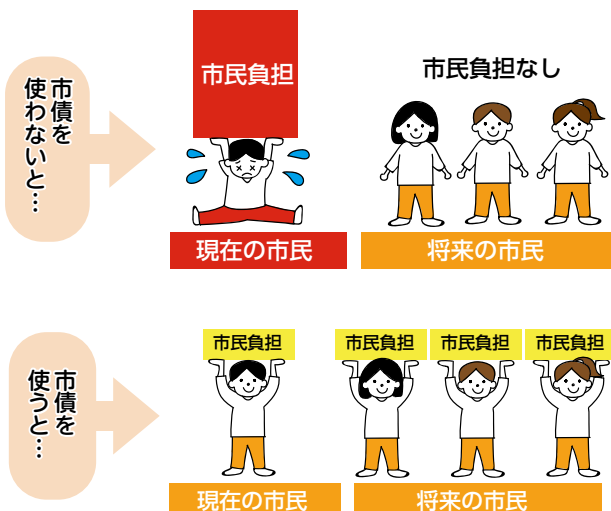 市債を
使わないと…
市民負担
市民負担なし
現在の市民
将来の市民
市債を
使うと…
市民負担
市民負担
市民負担
市民負担
現在の市民
将来の市民